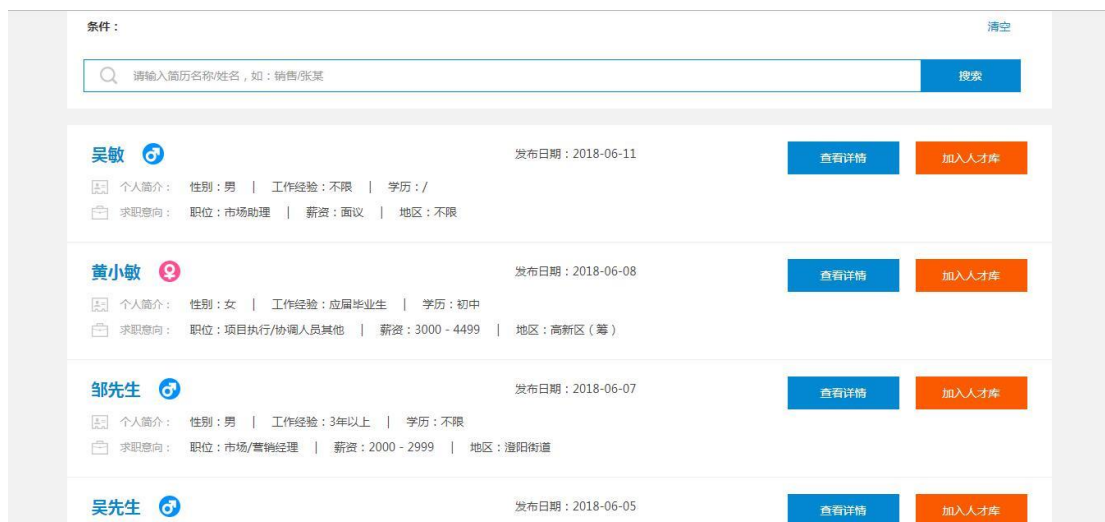 条件：
清空
请输入简历名称/姓名，如：销售/张某
搜索
吴敏
发布日期：2018-06-11
查看详情
加入人才库
个人简介： 性别：男 | 工作经验：不限 | 学历：/
求职意向： 职位：市场助理 | 薪资：面议 | 地区：不限
黄小敏
发布日期：2018-06-08
查看详情
加入人才库
个人简介： 性别：女 | 工作经验：应届毕业生 | 学历：初中
求职意向： 职位：项目执行/协调人员其他 | 薪资：3000 - 4499 | 地区：高新区（筹）
邹先生
发布日期：2018-06-07
查看详情
加入人才库
个人简介： 性别：男 | 工作经验：3年以上 | 学历：不限
求职意向： 职位：市场/营销经理 | 薪资：2000 - 2999 | 地区：澄阳街道
吴先生
发布日期：2018-06-05
查看详情
加入人才库